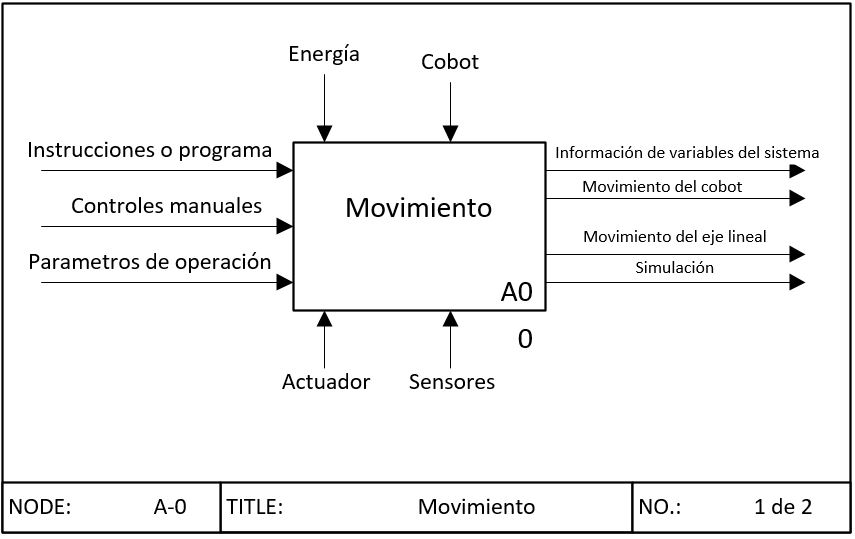 Energía
Cobot
Instrucciones o programa
Controles manuales
Parametros de operación
Movimiento
A0
0
Información de variables del sistema
Movimiento del cobot
Movimiento del eje lineal
Simulación
Actuador
Sensores
NODE: A-0
TITLE: Movimiento
NO.: 1 de 2